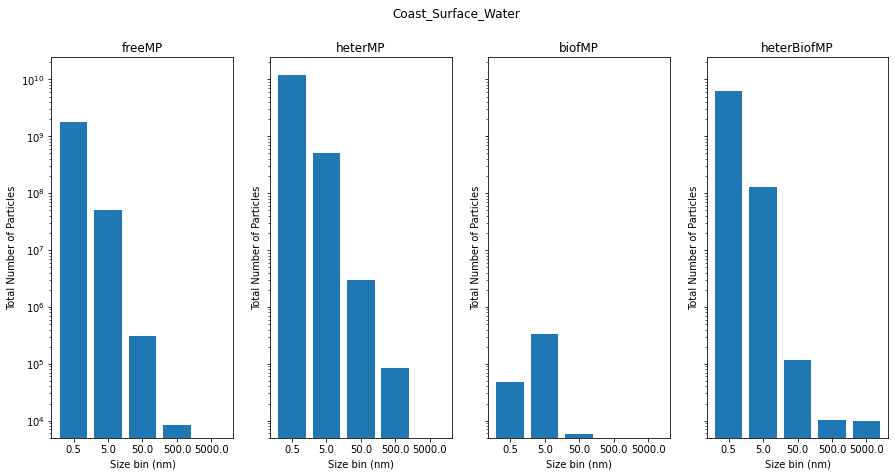 Coast_Surface_Water
freeMP
heterMP
biofMP
heterBiofMP
Total Number of Particles
10¹⁰
10⁹
10⁸
10⁷
10⁶
10⁵
10⁴
Total Number of Particles
Total Number of Particles
Total Number of Particles
0.5 5.0 50.0 500.0 5000.0
0.5 5.0 50.0 500.0 5000.0
0.5 5.0 50.0 500.0 5000.0
0.5 5.0 50.0 500.0 5000.0
Size bin (nm)
Size bin (nm)
Size bin (nm)
Size bin (nm)